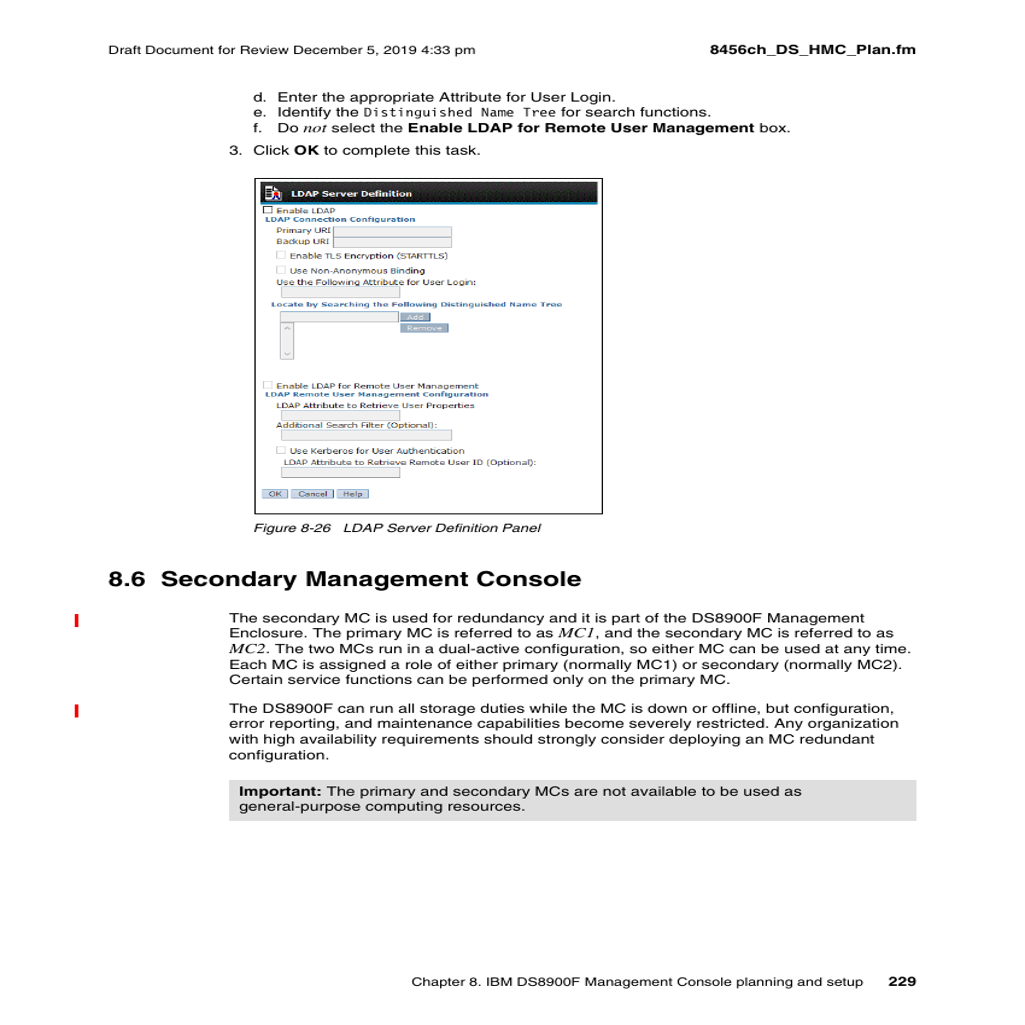 Draft Document for Review December 5, 2019 4:33 pm
8456ch_DS_HMC_Plan.fm
d. Enter the appropriate Attribute for User Login.
e. Identify the Distinguished Name Tree for search functions.
f. Do not select the Enable LDAP for Remote User Management box.
3. Click OK to complete this task.
LDAP Server Definition
Enable LDAP
LDAP Connection Configuration
Primary URI
Backup URI
Enable TLS Encryption (STARTTLS)
Use Non-Anonymous Binding
Use the Following Attribute for User Login:
Locate by Searching the Following Distinguished Name Tree
Add
Remove
Enable LDAP for Remote User Management
LDAP Remote User Management Configuration
LDAP Attribute to Retrieve User Properties
Additional Search Filter (Optional):
Use Kerberos for User Authentication
LDAP Attribute to Retrieve Remote User ID (Optional):
OK Cancel Help
Figure 8-26 LDAP Server Definition Panel
8.6 Secondary Management Console
The secondary MC is used for redundancy and it is part of the DS8900F Management
Enclosure. The primary MC is referred to as MC1, and the secondary MC is referred to as
MC2. The two MCs run in a dual-active configuration, so either MC can be used at any time.
Each MC is assigned a role of either primary (normally MC1) or secondary (normally MC2).
Certain service functions can be performed only on the primary MC.
The DS8900F can run all storage duties while the MC is down or offline, but configuration,
error reporting, and maintenance capabilities become severely restricted. Any organization
with high availability requirements should strongly consider deploying an MC redundant
configuration.
Important: The primary and secondary MCs are not available to be used as
general-purpose computing resources.
Chapter 8. IBM DS8900F Management Console planning and setup 229